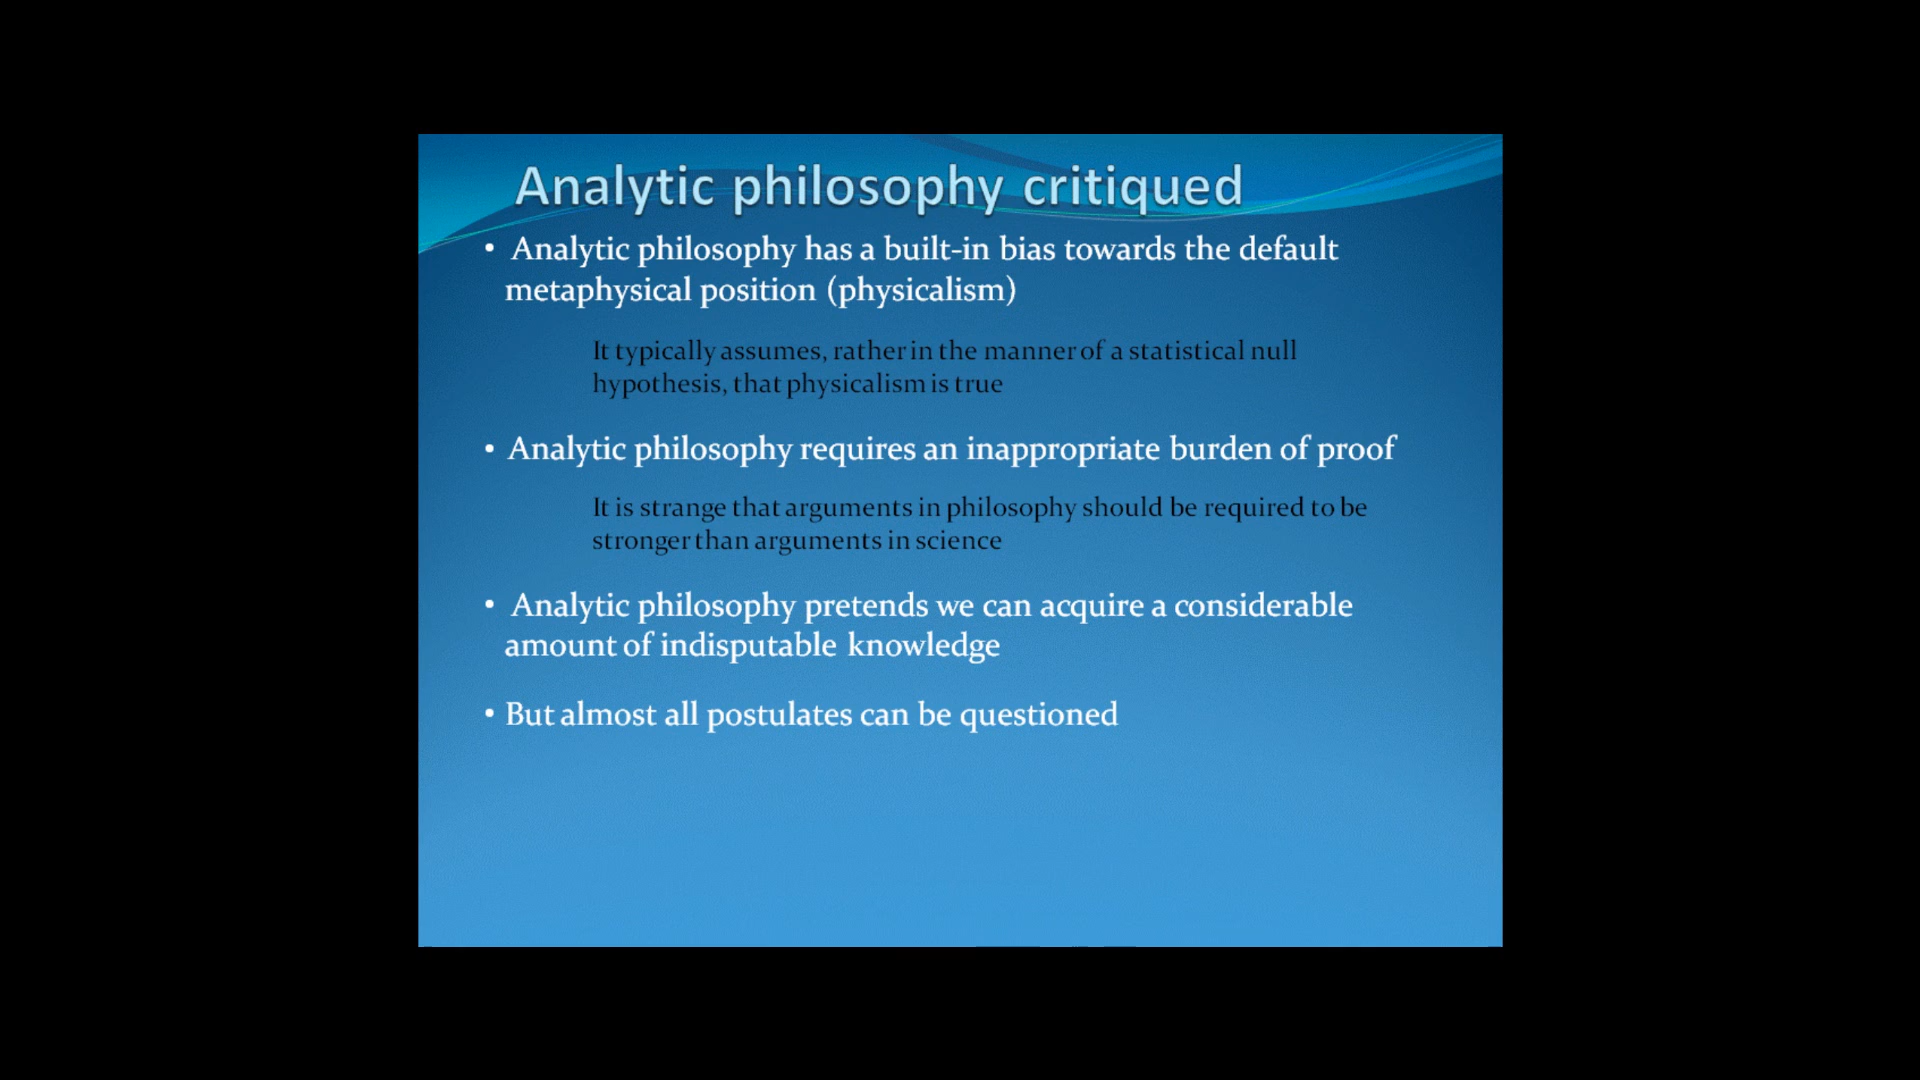 Analytic philosophy critiqued
• Analytic philosophy has a built-in bias towards the default
metaphysical position (physicalism)
It typically assumes, rather in the manner of a statistical null
hypothesis, that physicalism is true
• Analytic philosophy requires an inappropriate burden of proof
It is strange that arguments in philosophy should be required to be
stronger than arguments in science
• Analytic philosophy pretends we can acquire a considerable
amount of indisputable knowledge
• But almost all postulates can be questioned